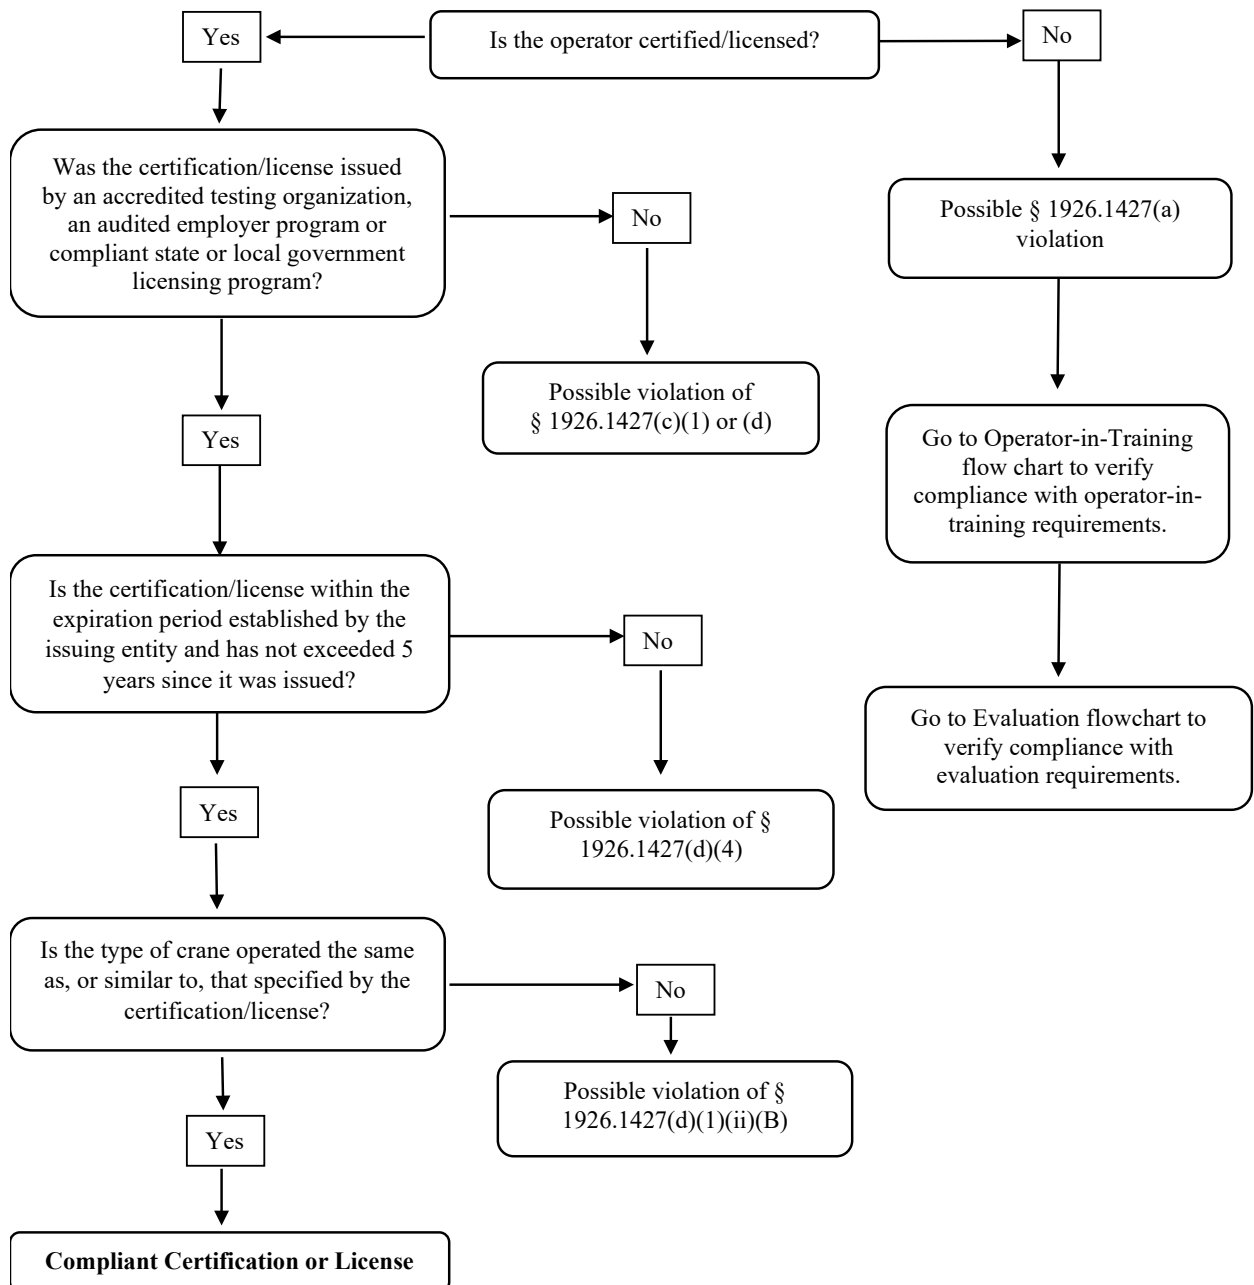 Is the operator certified/licensed?
Yes
No
Was the certification/license issued
by an accredited testing organization,
an audited employer program or
compliant state or local government
licensing program?
No
Possible § 1926.1427(a)
violation
Possible violation of
§ 1926.1427(c)(1) or (d)
Yes
Go to Operator-in-Training
flow chart to verify
compliance with operator-in-
training requirements.
Is the certification/license within the
expiration period established by the
issuing entity and has not exceeded 5
years since it was issued?
No
Go to Evaluation flowchart to
verify compliance with
evaluation requirements.
Yes
Possible violation of §
1926.1427(d)(4)
Is the type of crane operated the same
as, or similar to, that specified by the
certification/license?
No
Possible violation of §
1926.1427(d)(1)(ii)(B)
Yes
Compliant Certification or License